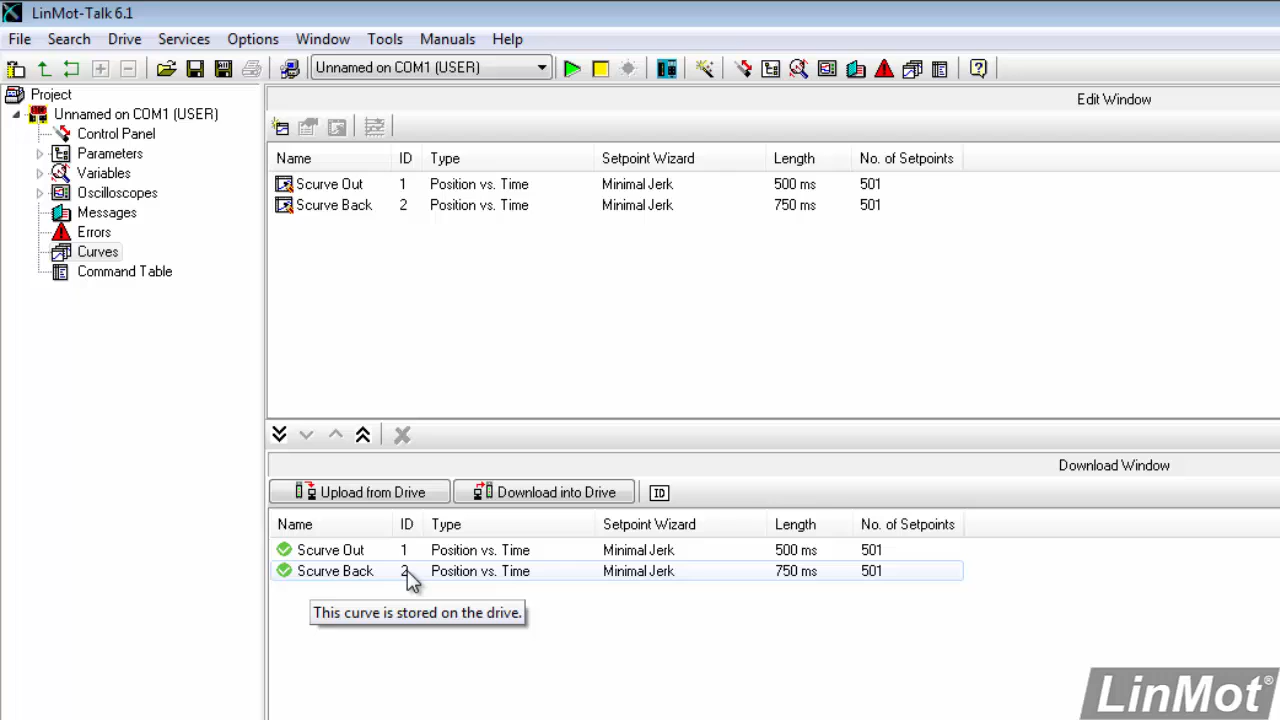 LinMot-Talk 6.1
File Search Drive Services Options Window Tools Manuals Help
Unnamed on COM1 (USER)
Project
Unnamed on COM1 (USER)
Control Panel
Parameters
Variables
Oscilloscopes
Messages
Errors
Curves
Command Table
Edit Window
Name ID Type Setpoint Wizard Length No. of Setpoints
Scurve Out 1 Position vs. Time Minimal Jerk 500 ms 501
Scurve Back 2 Position vs. Time Minimal Jerk 750 ms 501
Download Window
Upload from Drive Download into Drive ID
Name ID Type Setpoint Wizard Length No. of Setpoints
Scurve Out 1 Position vs. Time Minimal Jerk 500 ms 501
Scurve Back 2 Position vs. Time Minimal Jerk 750 ms 501
This curve is stored on the drive.
LinMot®